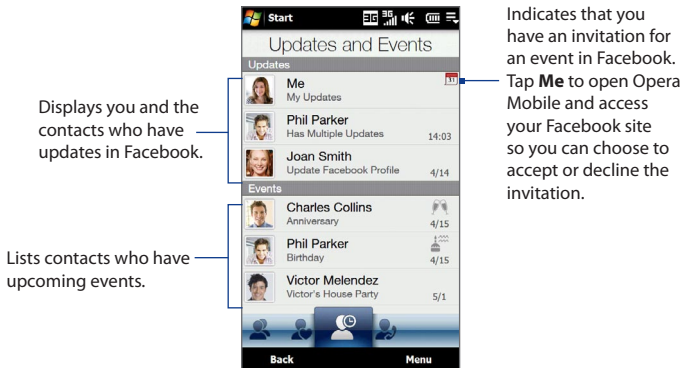 Start
Updates and Events
Updates
Me
My Updates
31
Phil Parker
Has Multiple Updates 14:03
Joan Smith
Update Facebook Profile 4/14
Events
Charles Collins
Anniversary 4/15
Phil Parker
Birthday 4/15
Victor Melendez
Victor's House Party 5/1
Back Menu
Displays you and the
contacts who have
updates in Facebook.
Lists contacts who have
upcoming events.
Indicates that you
have an invitation for
an event in Facebook.
Tap Me to open Opera
Mobile and access
your Facebook site
so you can choose to
accept or decline the
invitation.